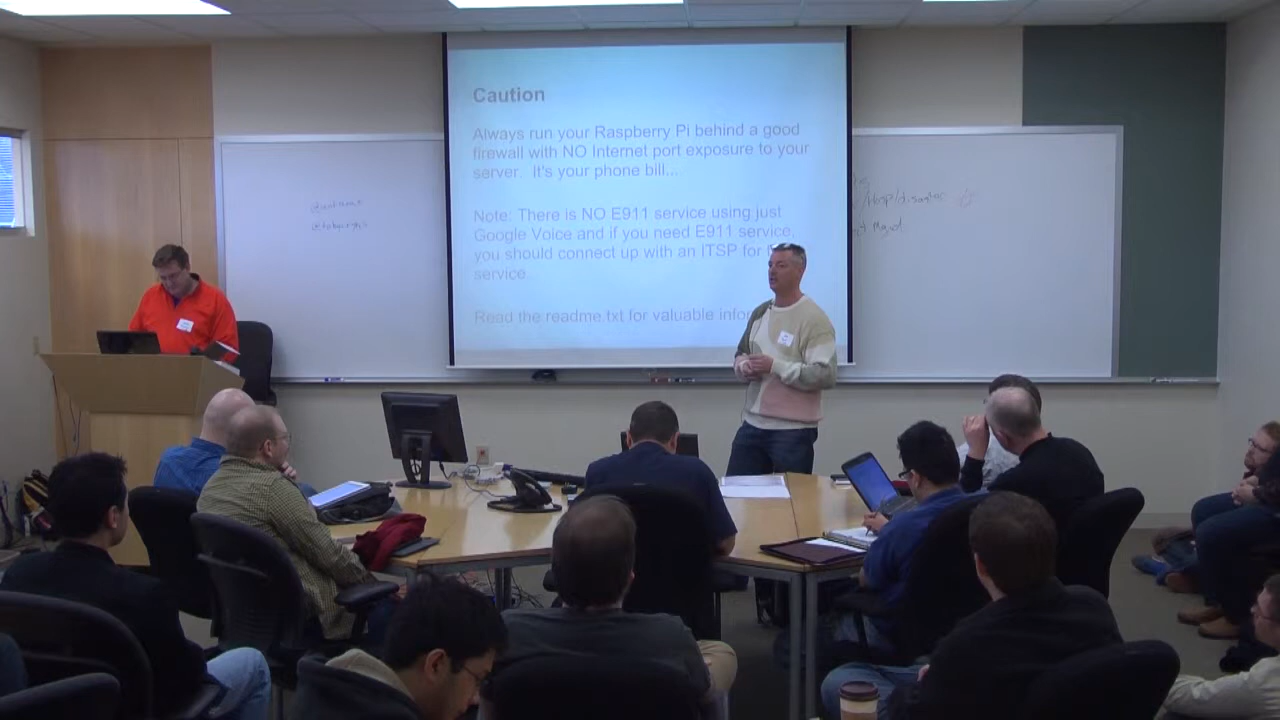 Caution
Always run your Raspberry Pi behind a good
firewall with NO Internet port exposure to your
server. It's your phone bill...
Note: There is NO E911 service using just
Google Voice and if you need E911 service,
you should connect up with an ITSP for
service.
Read the readme.txt for valuable
/disaster